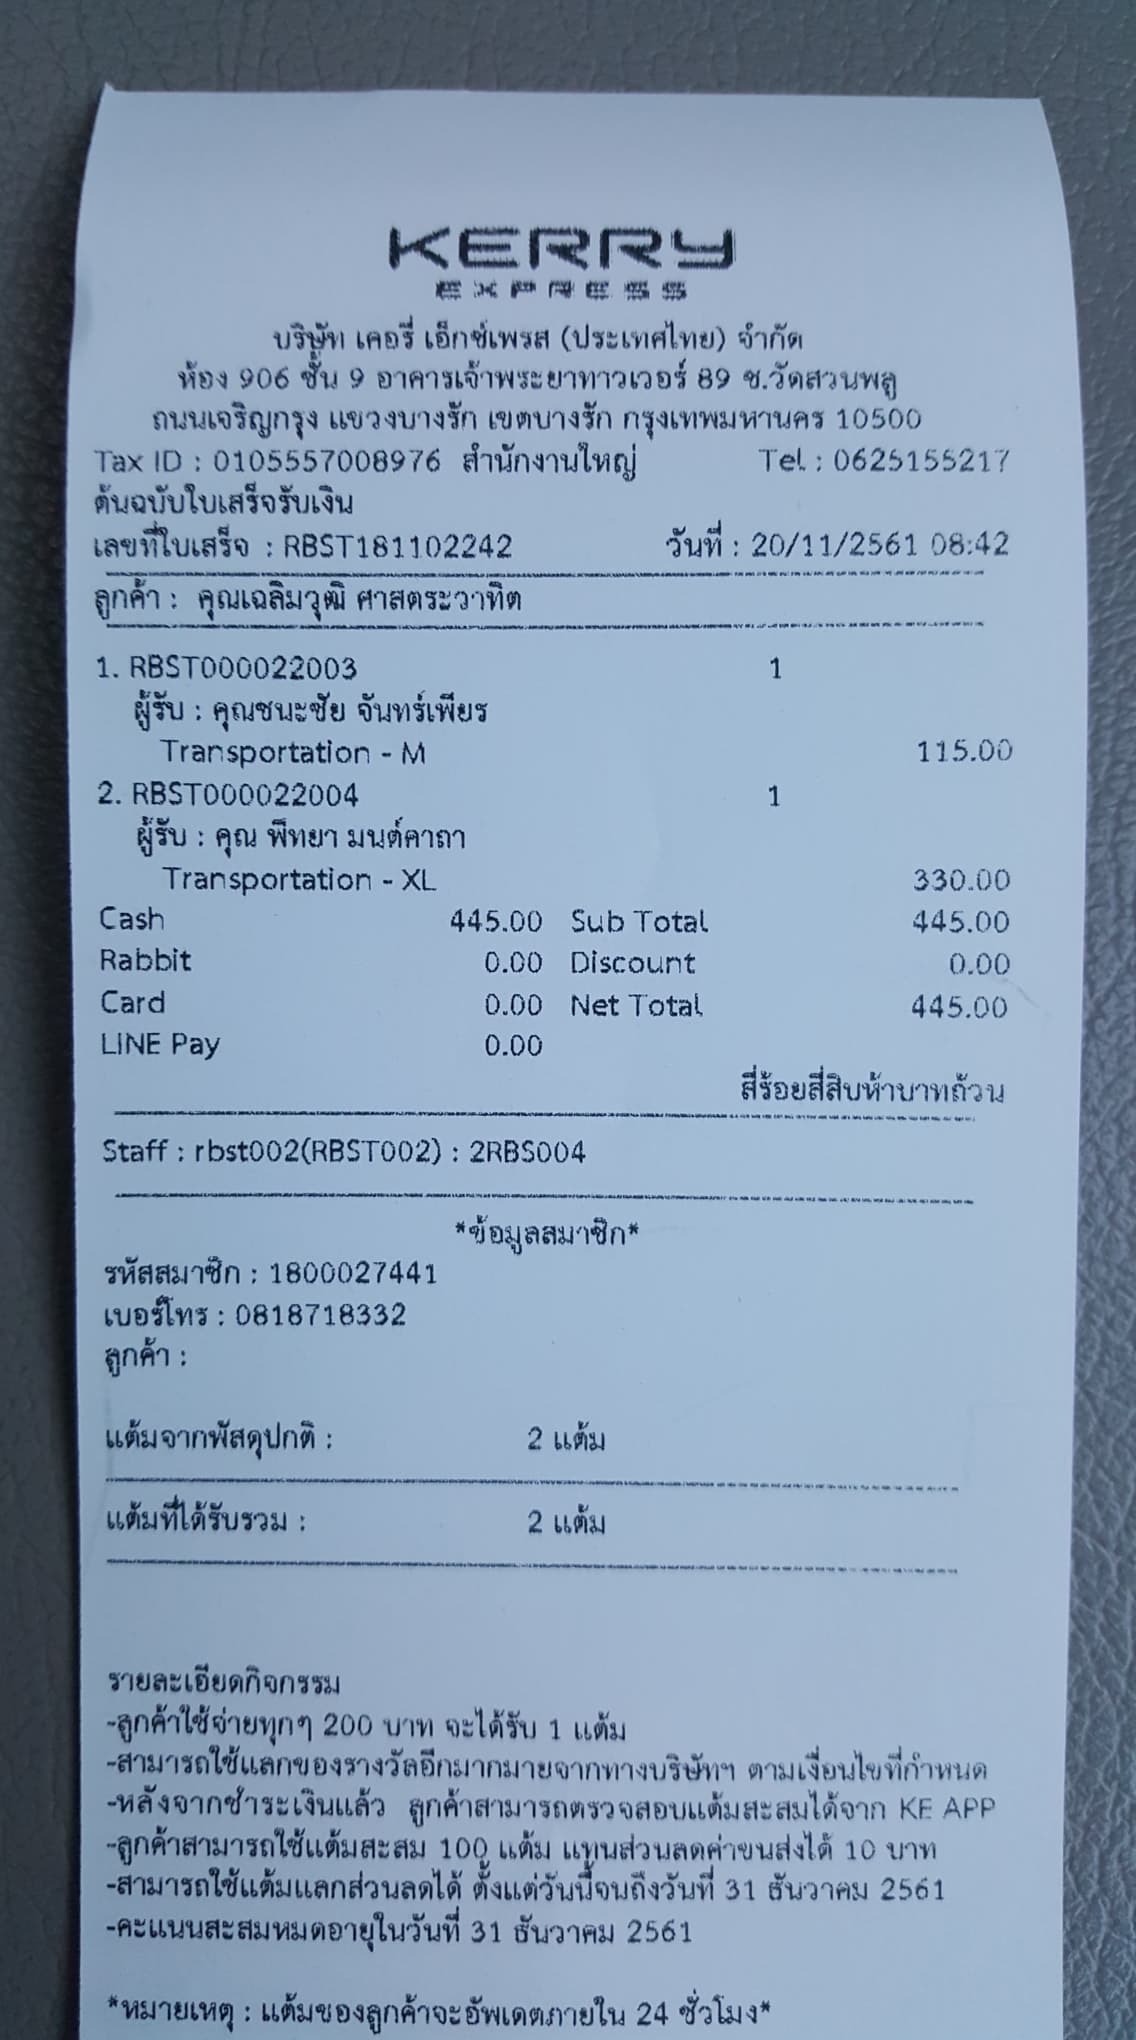 KERRY
EXPRESS
บริษัท เคอรี่ เอ็กซ์เพรส (ประเทศไทย) จำกัด
ห้อง 906 ชั้น 9 อาคารเจ้าพระยาทาวเวอร์ 89 ซ.วัดสวนพลู
ถนนเจริญกรุง แขวงบางรัก เขตบางรัก กรุงเทพมหานคร 10500
Tax ID : 0105557008976 สำนักงานใหญ่ Tel : 0625155217
ต้นฉบับใบเสร็จรับเงิน
เลขที่ใบเสร็จ : RBST181102242 วันที่ : 20/11/2561 08:42
ลูกค้า : คุณเฉลิมวุฒิ ศาสตระวาทิต
1. RBST000022003 1
ผู้รับ : คุณชนะชัย จันทร์เพียร
Transportation - M 115.00
2. RBST000022004 1
ผู้รับ : คุณ พิทยา มนต์คาถา
Transportation - XL 330.00
Cash 445.00 Sub Total 445.00
Rabbit 0.00 Discount 0.00
Card 0.00 Net Total 445.00
LINE Pay 0.00
สี่ร้อยสี่สิบห้าบาทถ้วน
Staff : rbst002(RBST002) : 2RBS004
*ข้อมูลสมาชิก*
รหัสสมาชิก : 1800027441
เบอร์โทร : 0818718332
ลูกค้า :
แต้มจากพัสดุปกติ : 2 แต้ม
แต้มที่ได้รับรวม : 2 แต้ม
รายละเอียดกิจกรรม
-ลูกค้าใช้จ่ายทุกๆ 200 บาท จะได้รับ 1 แต้ม
-สามารถใช้แลกของรางวัลอีกมากมายจากทางบริษัทฯ ตามเงื่อนไขที่กำหนด
-หลังจากชำระเงินแล้ว ลูกค้าสามารถตรวจสอบแต้มสะสมได้จาก KE APP
-ลูกค้าสามารถใช้แต้มสะสม 100 แต้ม แทนส่วนลดค่าขนส่งได้ 10 บาท
-สามารถใช้แต้มแลกส่วนลดได้ ตั้งแต่วันนี้จนถึงวันที่ 31 ธันวาคม 2561
-คะแนนสะสมหมดอายุในวันที่ 31 ธันวาคม 2561
*หมายเหตุ : แต้มของลูกค้าจะอัพเดตภายใน 24 ชั่วโมง*